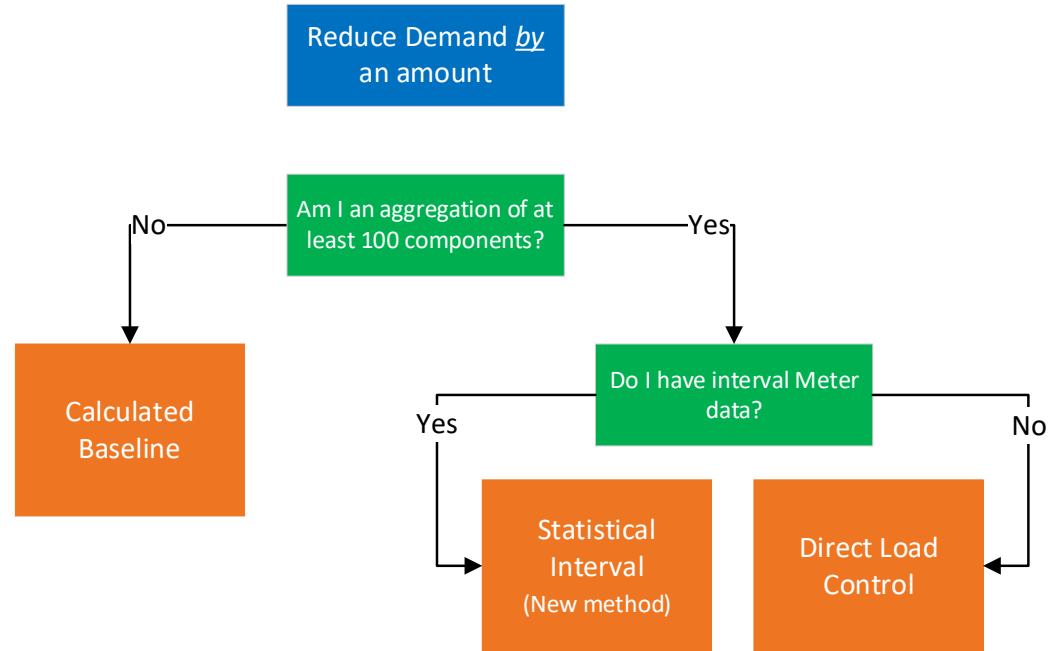 Reduce Demand by
an amount
Am I an aggregation of at
least 100 components?
No
Yes
Calculated
Baseline
Do I have interval Meter
data?
Yes
No
Statistical
Interval
(New method)
Direct Load
Control